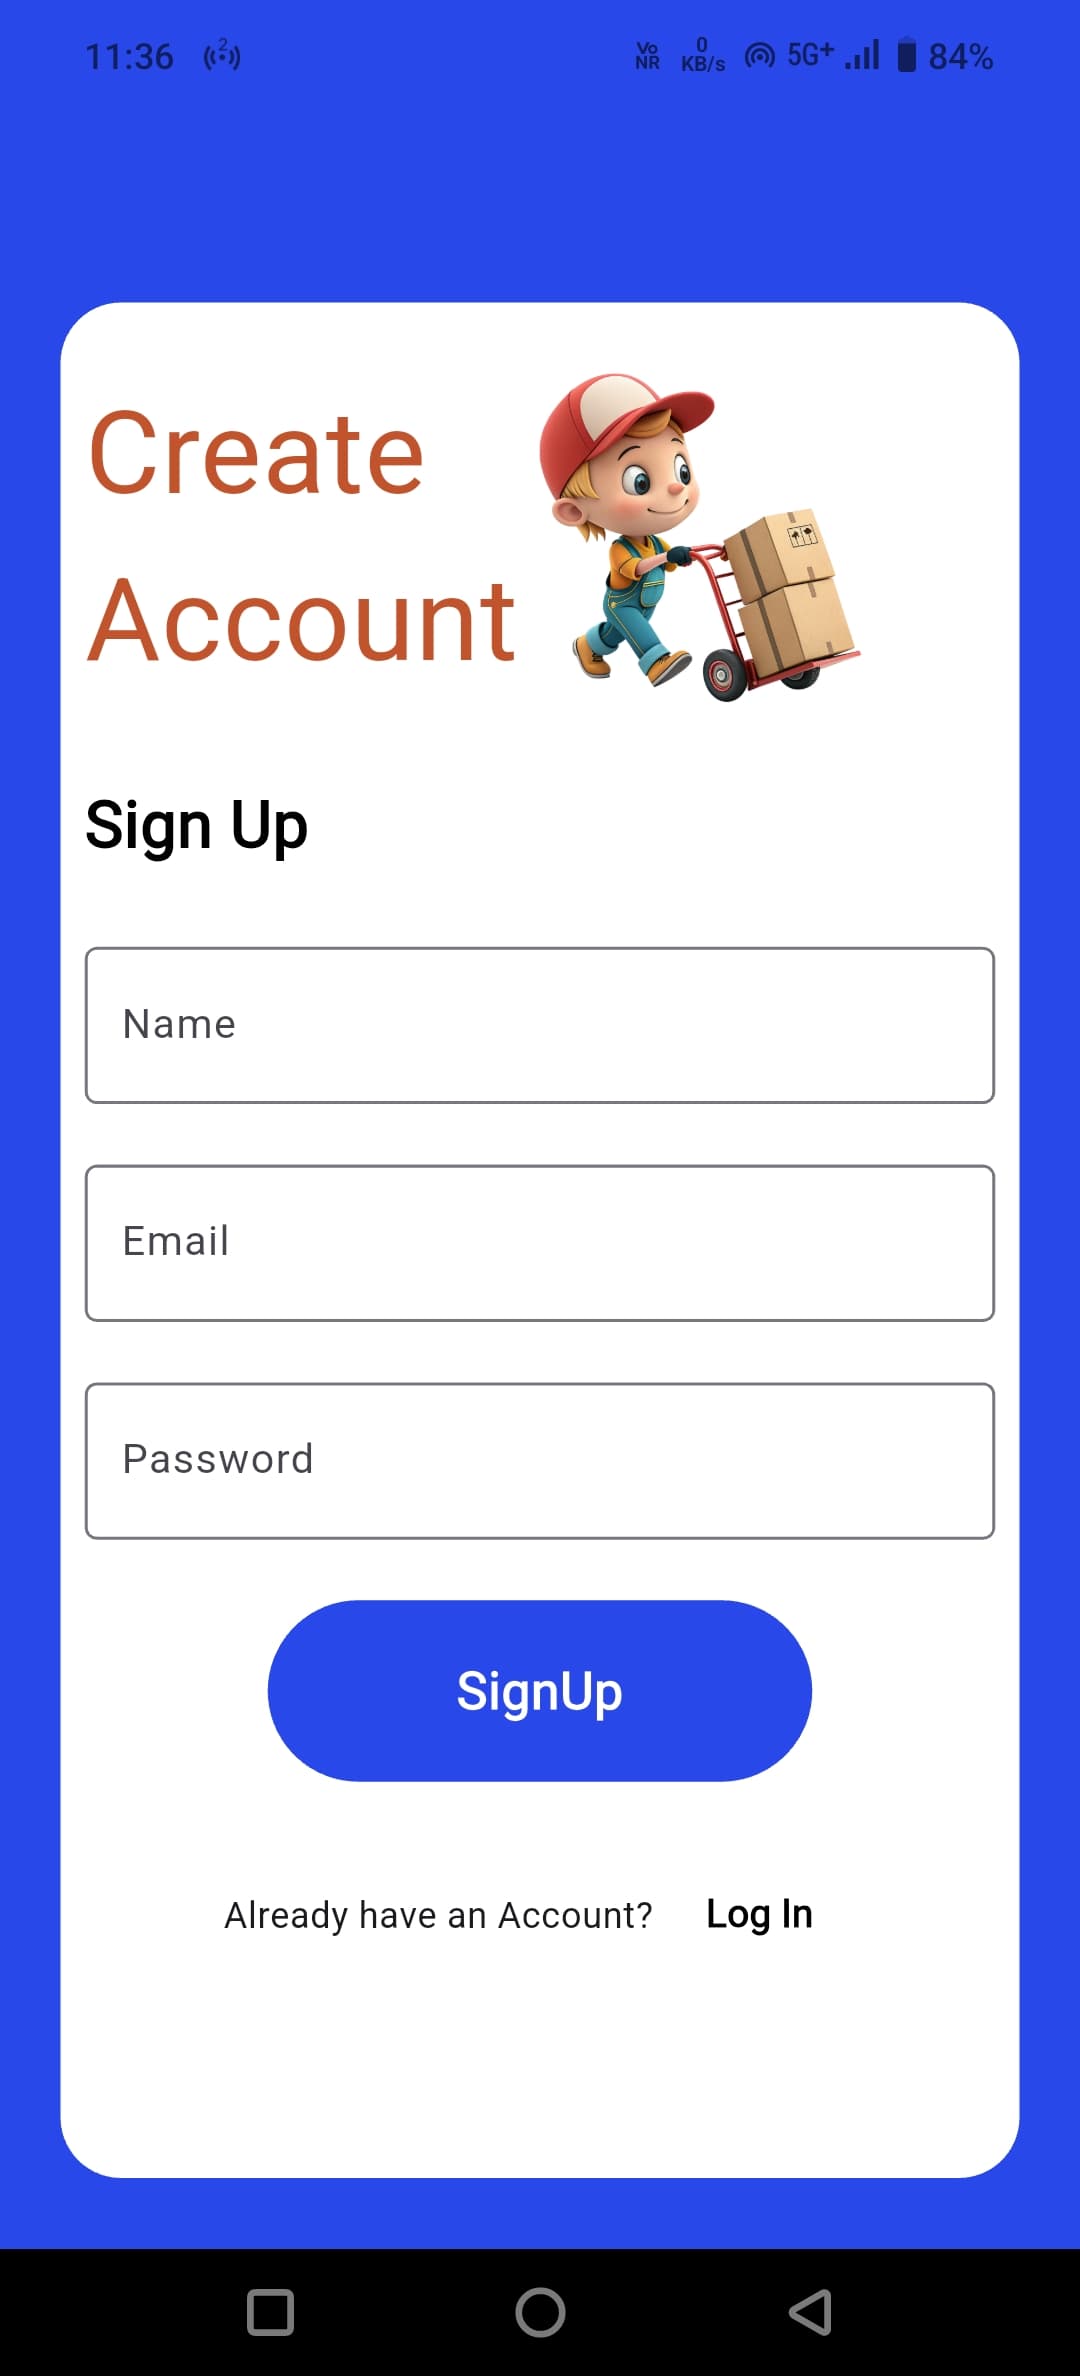 11:36 2 Vo NR 0 KB/s 5G+ 84%
Create
Account
Sign Up
Name
Email
Password
SignUp
Already have an Account? Log In